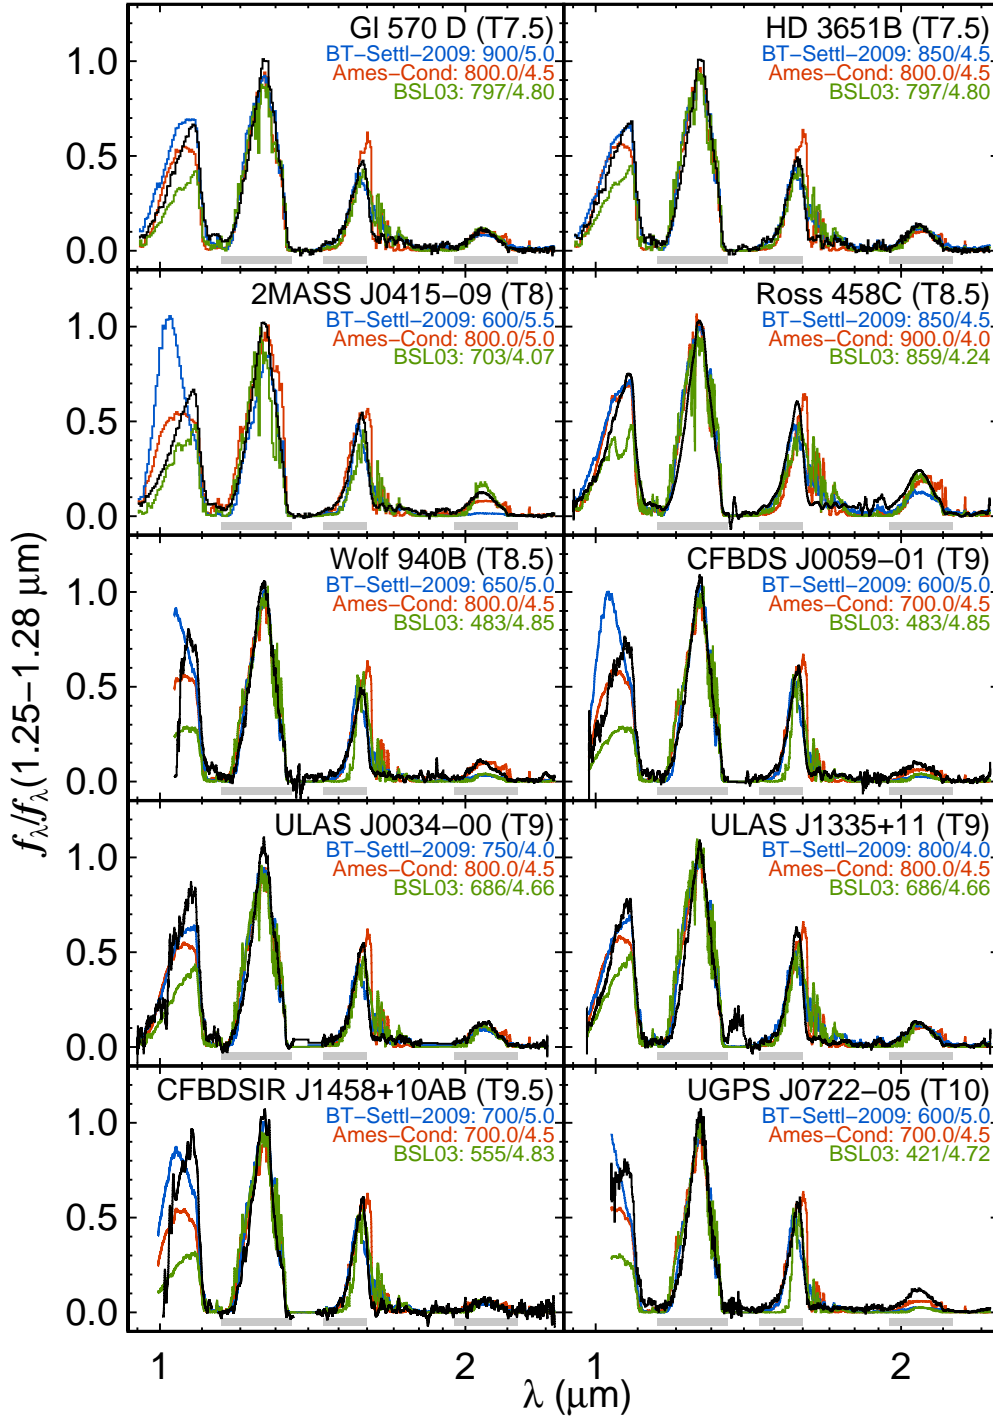 Gl 570 D (T7.5)
BT−Settl−2009: 900/5.0
Ames−Cond: 800.0/4.5
BSL03: 797/4.80
HD 3651B (T7.5)
BT−Settl−2009: 850/4.5
Ames−Cond: 800.0/4.5
BSL03: 797/4.80
1.0
0.5
0.0
2MASS J0415−09 (T8)
BT−Settl−2009: 600/5.5
Ames−Cond: 800.0/5.0
BSL03: 703/4.07
Ross 458C (T8.5)
BT−Settl−2009: 850/4.5
Ames−Cond: 900.0/4.0
BSL03: 859/4.24
1.0
0.5
0.0
Wolf 940B (T8.5)
BT−Settl−2009: 650/5.0
Ames−Cond: 800.0/4.5
BSL03: 483/4.85
CFBDS J0059−01 (T9)
BT−Settl−2009: 600/5.0
Ames−Cond: 700.0/4.5
BSL03: 483/4.85
1.0
0.5
0.0
fλ/fλ(1.25−1.28 μm)
ULAS J0034−00 (T9)
BT−Settl−2009: 750/4.0
Ames−Cond: 800.0/4.5
BSL03: 686/4.66
ULAS J1335+11 (T9)
BT−Settl−2009: 800/4.0
Ames−Cond: 800.0/4.5
BSL03: 686/4.66
1.0
0.5
0.0
CFBDSIR J1458+10AB (T9.5)
BT−Settl−2009: 700/5.0
Ames−Cond: 700.0/4.5
BSL03: 555/4.83
UGPS J0722−05 (T10)
BT−Settl−2009: 600/5.0
Ames−Cond: 700.0/4.5
BSL03: 421/4.72
1.0
0.5
0.0
1 2 1 2
λ (μm)